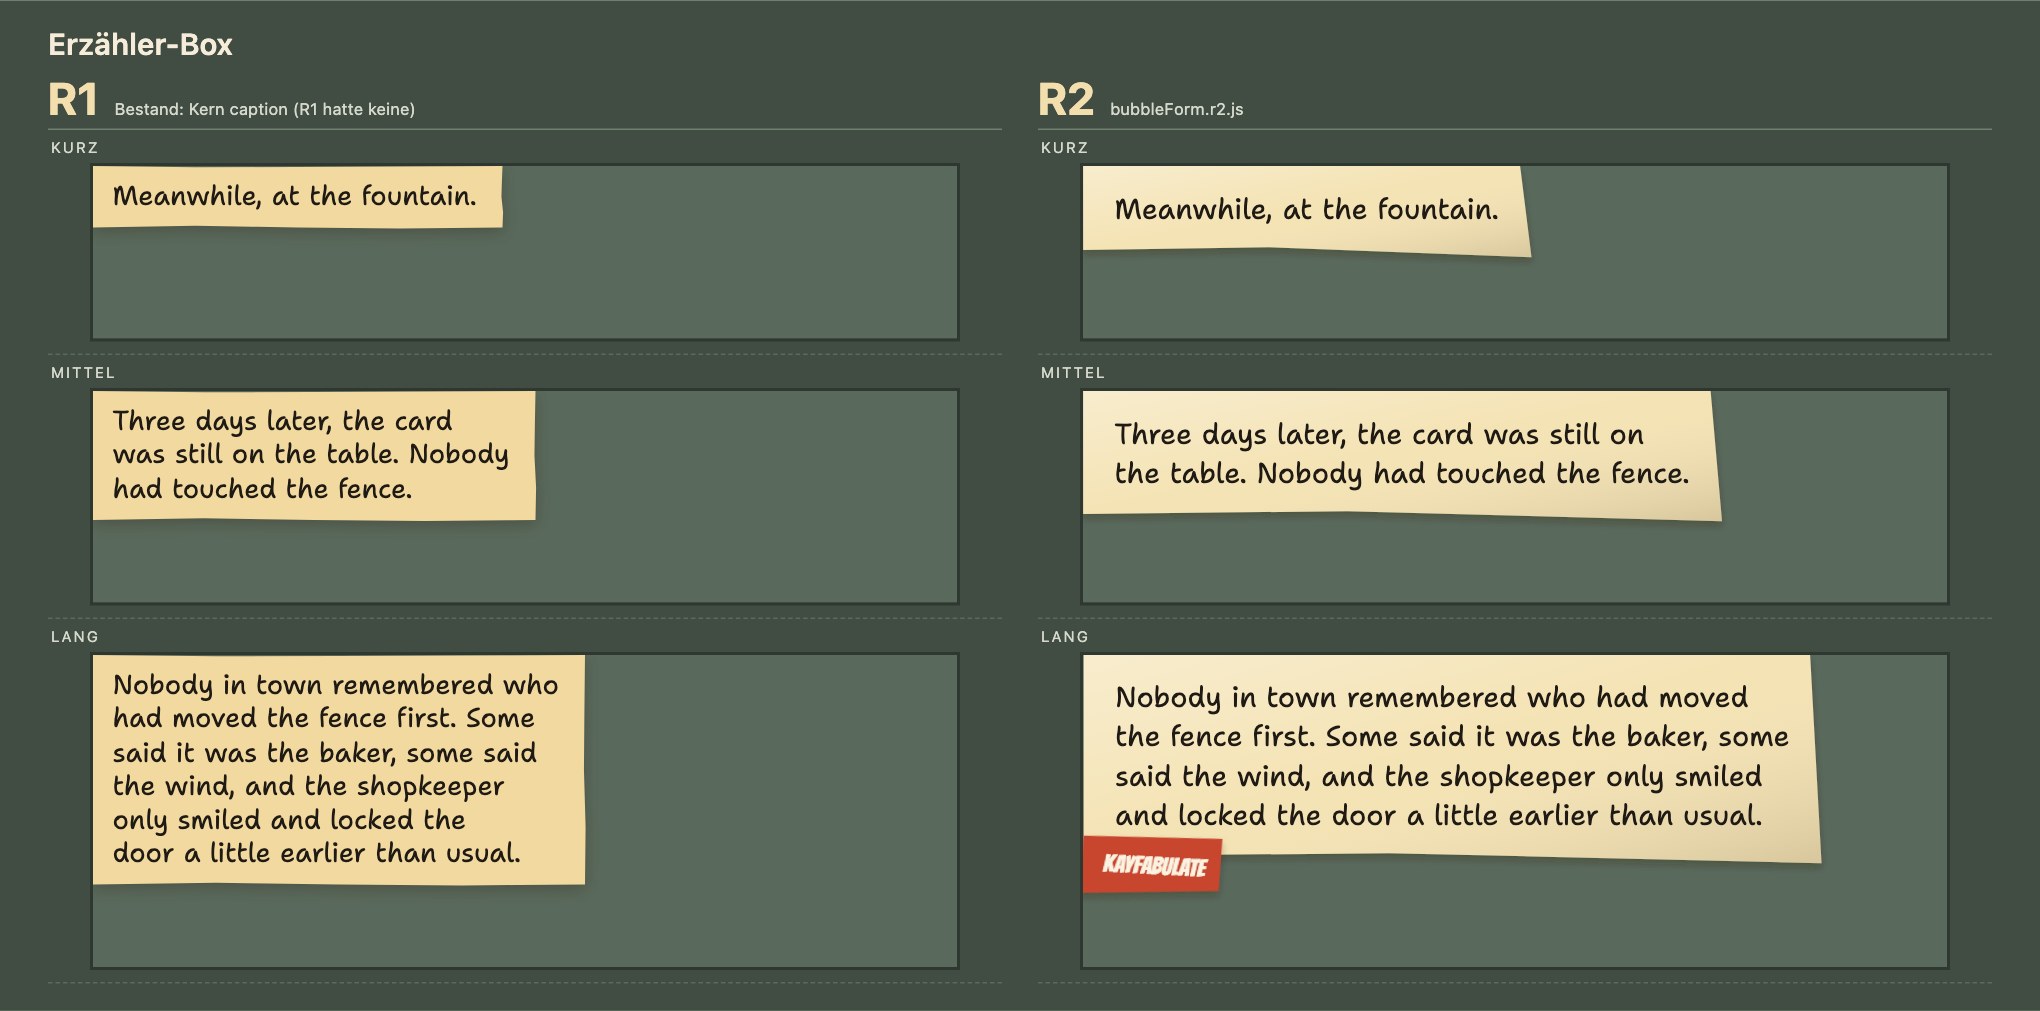 Erzähler-Box
R1 Bestand: Kern caption (R1 hatte keine)
KURZ
Meanwhile, at the fountain.
MITTEL
Three days later, the card
was still on the table. Nobody
had touched the fence.
LANG
Nobody in town remembered who
had moved the fence first. Some
said it was the baker, some said
the wind, and the shopkeeper
only smiled and locked the
door a little earlier than usual.
R2 bubbleForm.r2.js
KURZ
Meanwhile, at the fountain.
MITTEL
Three days later, the card was still on
the table. Nobody had touched the fence.
LANG
Nobody in town remembered who had moved
the fence first. Some said it was the baker, some
said the wind, and the shopkeeper only smiled
and locked the door a little earlier than usual.
KAYFABULATE